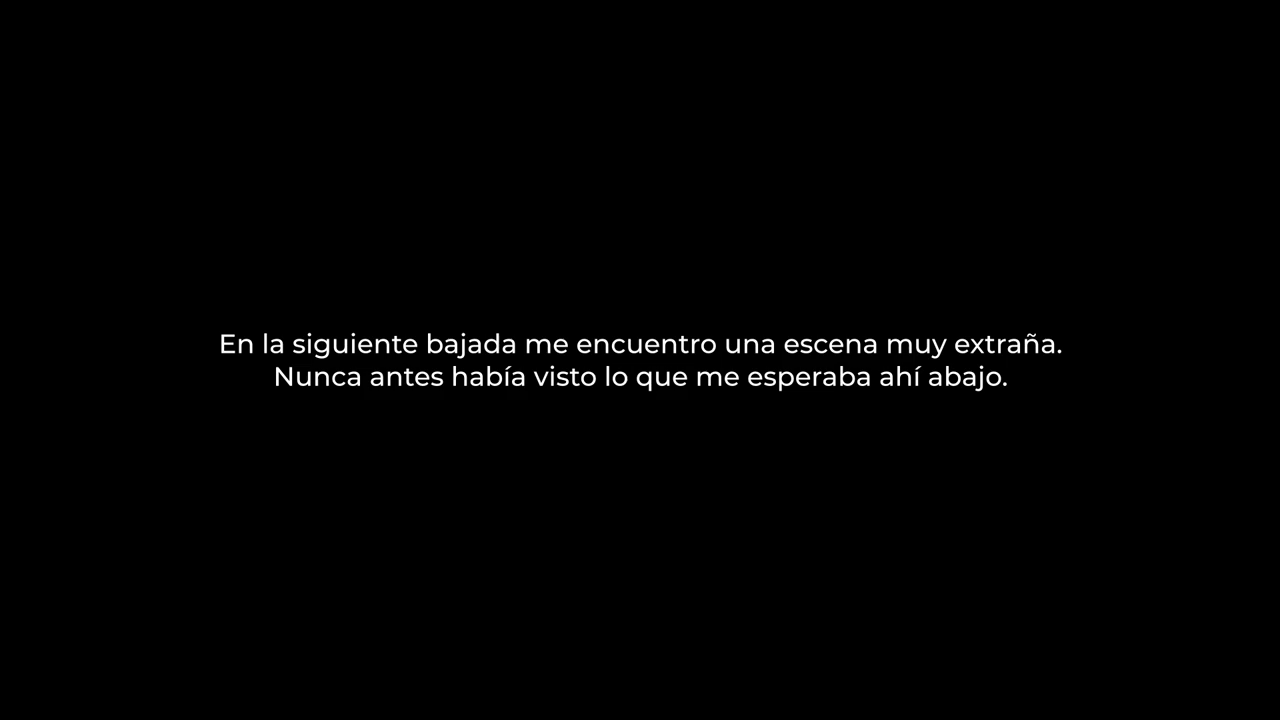 En la siguiente bajada me encuentro una escena muy extraña.
Nunca antes había visto lo que me esperaba ahí abajo.